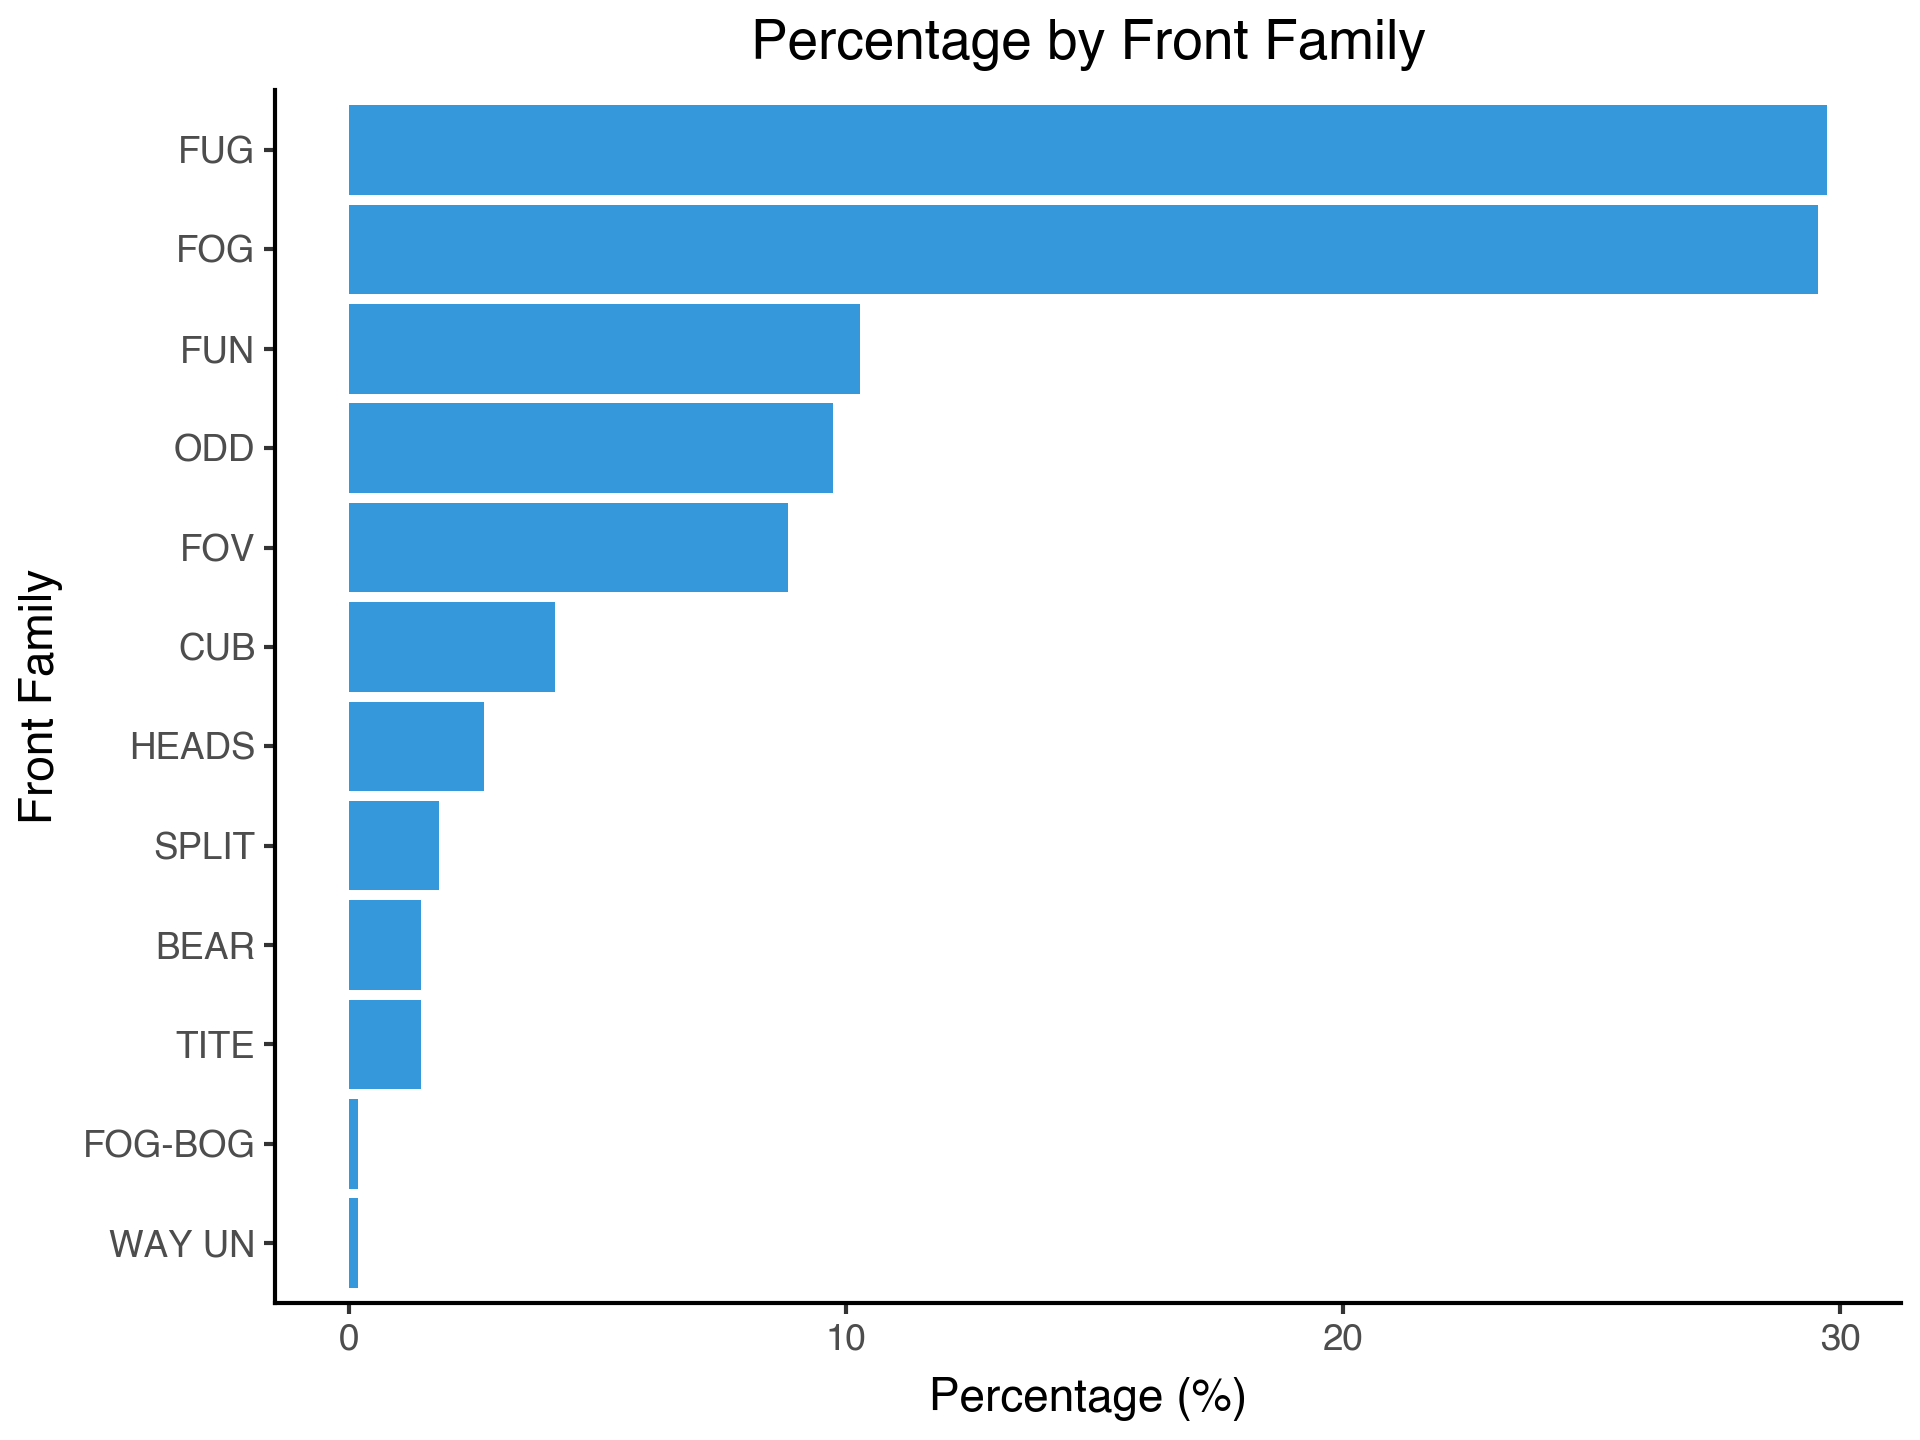 Percentage by Front Family
Front Family
FUG
FOG
FUN
ODD
FOV
CUB
HEADS
SPLIT
BEAR
TITE
FOG-BOG
WAY UN
0 10 20 30
Percentage (%)